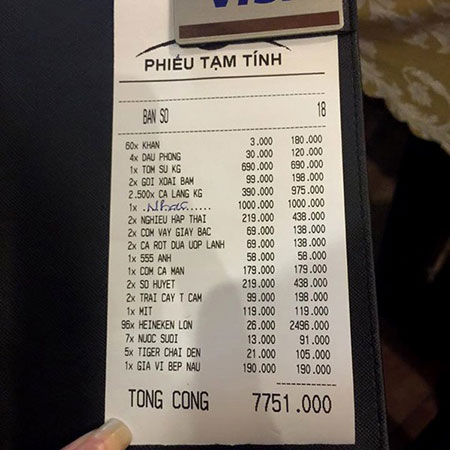 VISA
PHIẾU TẠM TÍNH
BAN SO 18
60x KHAN 3.000 180.000
4x DAU PHONG 30.000 120.000
1x TOM SU KG 690.000 690.000
2x GOI XOAI BAM 99.000 198.000
2.500x CA LANG KG 390.000 975.000
1x .Nhạc...... 1000.000 1000.000
2x NGHIEU HAP THAI 219.000 438.000
2x COM VAY GIAY BAC 69.000 138.000
2x CA ROT DUA UOP LANH 69.000 138.000
1x 555 ANH 58.000 58.000
1x COM CA MAN 179.000 179.000
2x SO HUYET 219.000 438.000
2x TRAI CAY T CAM 99.000 198.000
1x MIT 119.000 119.000
96x HEINEKEN LON 26.000 2496.000
7x NUOC SUOI 13.000 91.000
5x TIGER CHAI DEN 21.000 105.000
1x GIA VI BEP NAU 190.000 190.000
TONG CONG 7751.000